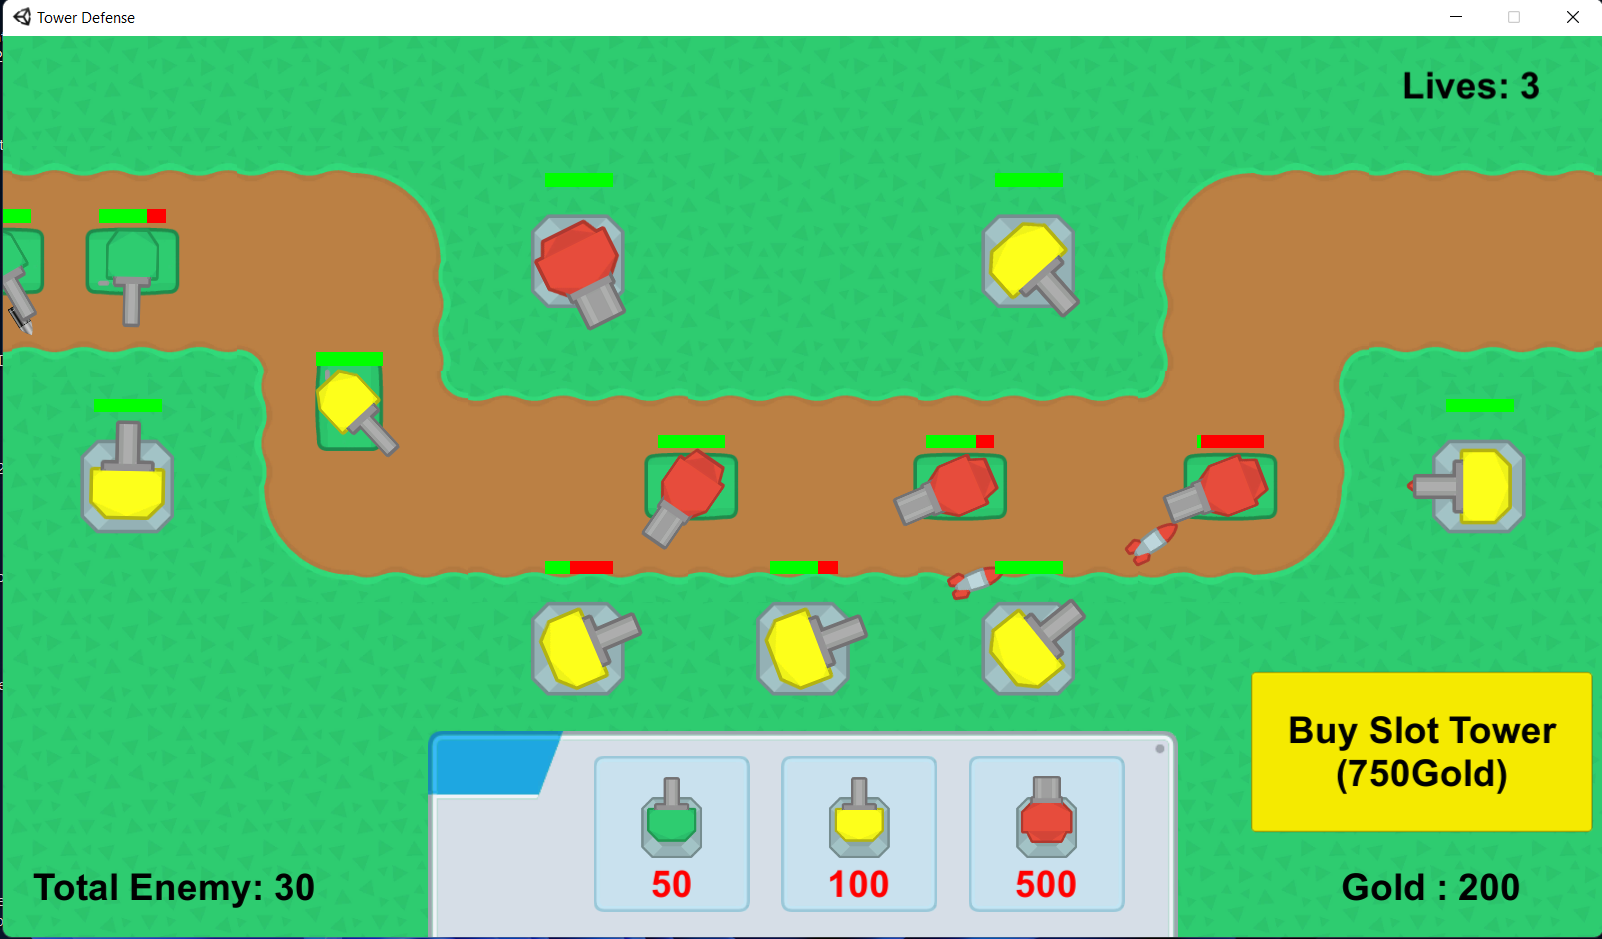 Tower Defense
Lives: 3
Buy Slot Tower
(750Gold)
50
100
500
Total Enemy: 30
Gold : 200